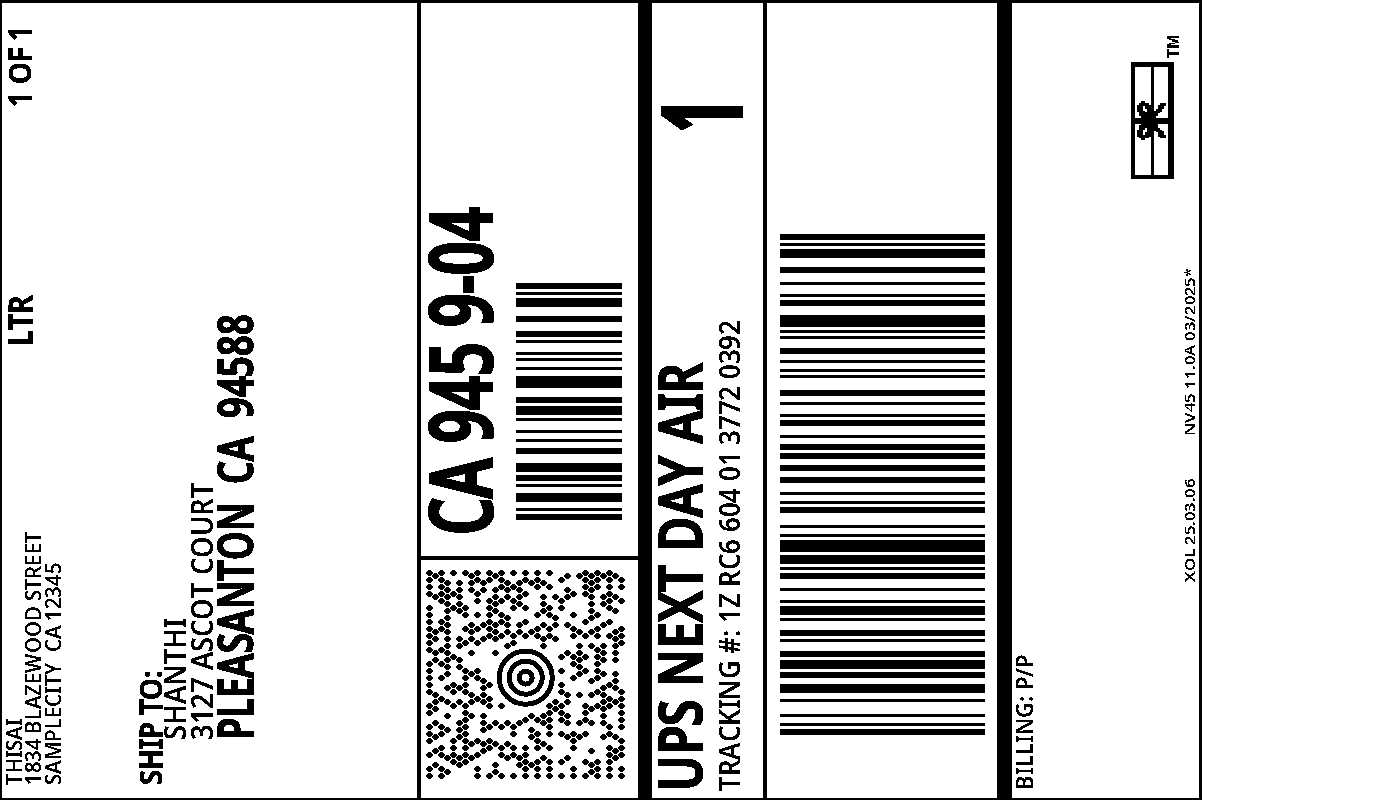 THISAI
1834 BLAZEWOOD STREET
SAMPLECITY CA 12345
LTR
1 OF 1
SHIP TO:
SHANTHI
3127 ASCOT COURT
PLEASANTON CA 94588
CA 945 9-04
UPS NEXT DAY AIR
TRACKING #: 1Z RC6 604 01 3772 0392
1
BILLING: P/P
XOL 25.03.06 NV45 11.0A 03/2025*
TM